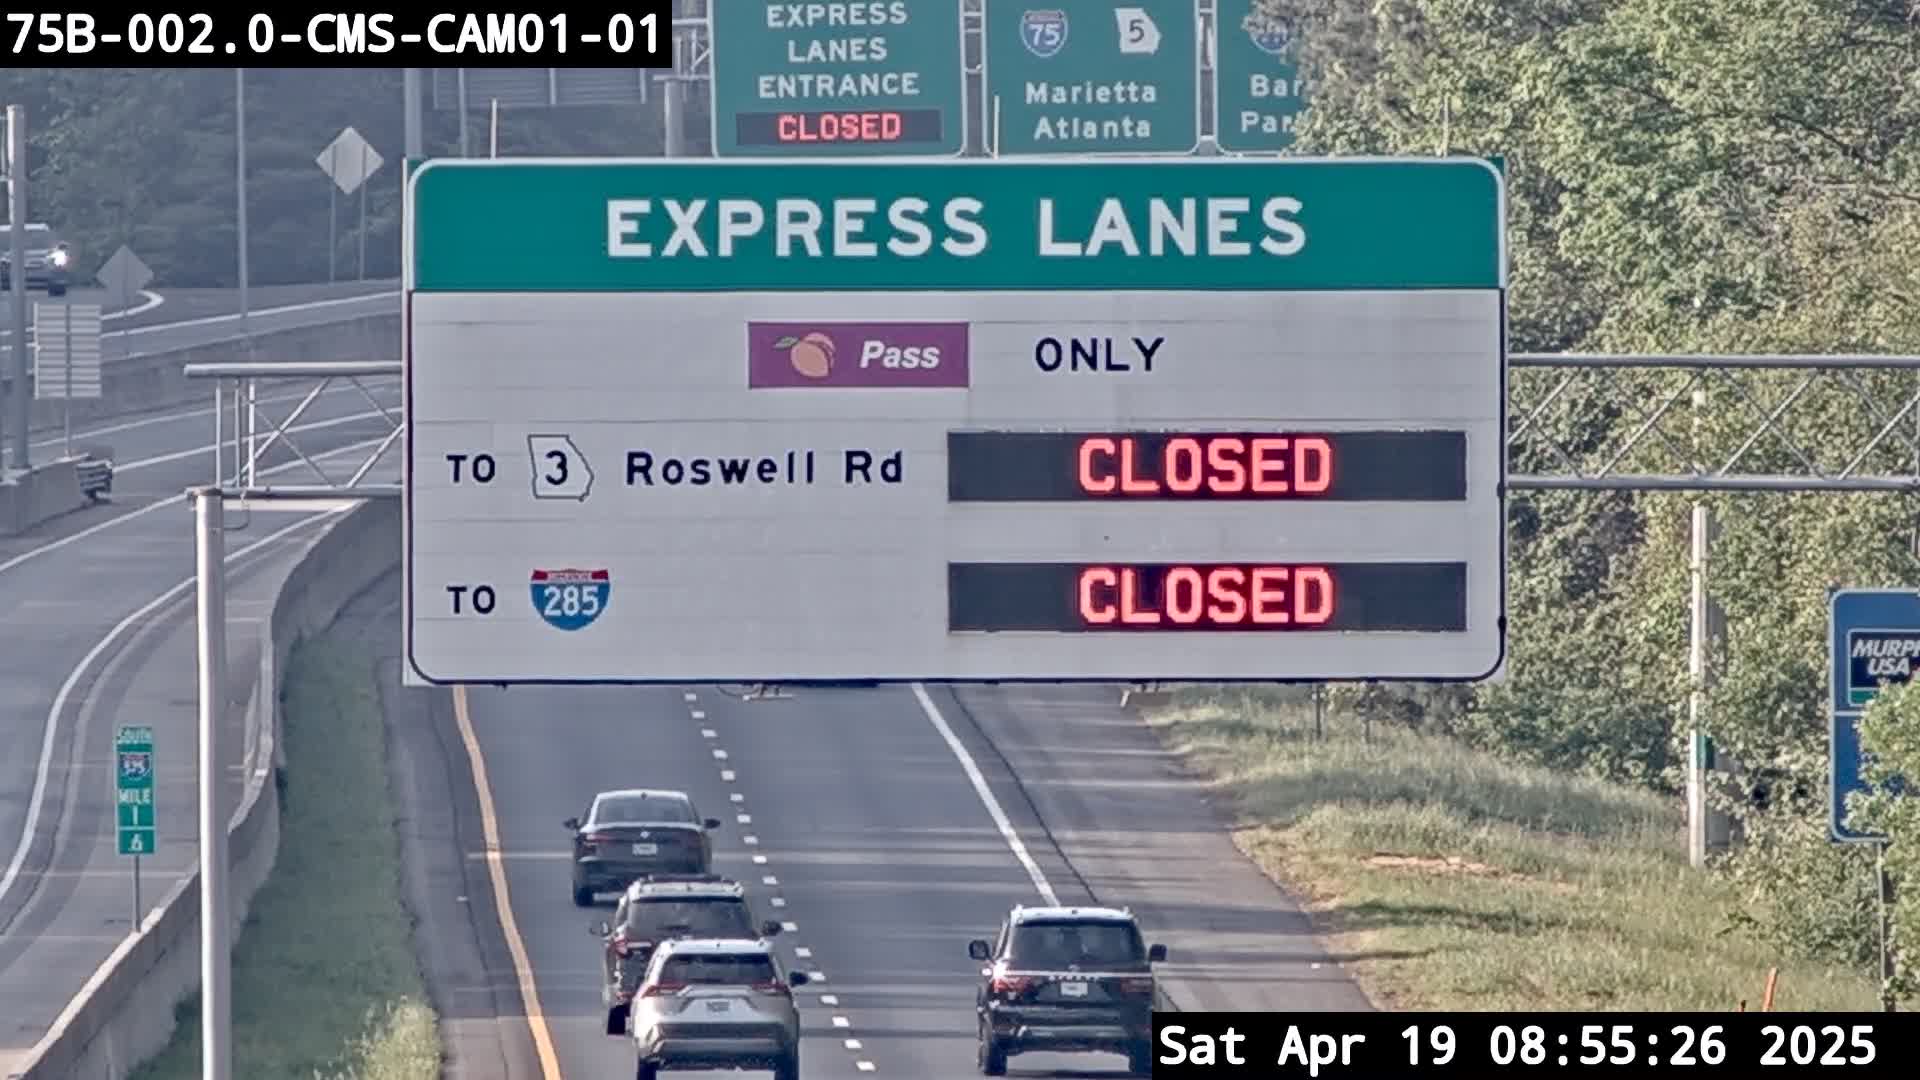 75B-002.0-CMS-CAM01-01
EXPRESS
LANES
ENTRANCE
CLOSED
75
5
Marietta
Atlanta
EXPRESS LANES
Pass ONLY
TO 3 Roswell Rd CLOSED
TO 285 CLOSED
SOUTH
575
MILE
1
.6
USA
Sat Apr 19 08:55:26 2025